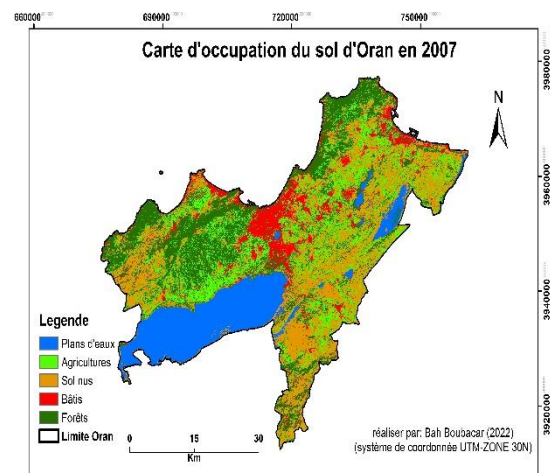 660000 690000 720000 750000
Carte d'occupation du sol d'Oran en 2007
3980000
N
3960000
3940000
3920000
Legende
Plans d'eaux
Agricultures
Sol nus
Bâtis
Forêts
Limite Oran
0 15 30
Km
réaliser par: Bah Boubacar (2022)
(système de coordonnée UTM-ZONE 30N)